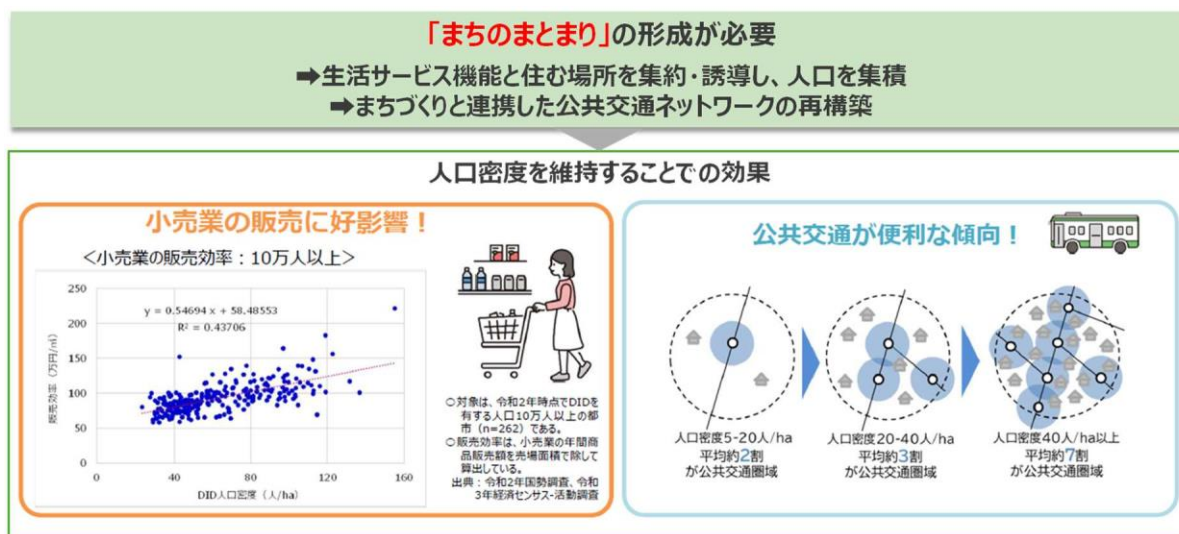 「まちのまとまり」の形成が必要
➡生活サービス機能と住む場所を集約・誘導し、人口を集積
➡まちづくりと連携した公共交通ネットワークの再構築
人口密度を維持することでの効果
小売業の販売に好影響！
＜小売業の販売効率：10万人以上＞
250
200
150
100
50
0
y = 0.54694 x + 58.48553
R² = 0.43706
販売効率（万円/㎡）
0 40 80 120 160
DID人口密度（人/ha）
○対象は、令和2年時点でDIDを
有する人口10万人以上の都
市（n=262）である。
○販売効率は、小売業の年間商
品販売額を売場面積で除して
算出している。
出典：令和2年国勢調査、令和
3年経済センサス-活動調査
公共交通が便利な傾向！
人口密度5-20人/ha
平均約2割
が公共交通圏域
人口密度20-40人/ha
平均約3割
が公共交通圏域
人口密度40人/ha以上
平均約7割
が公共交通圏域